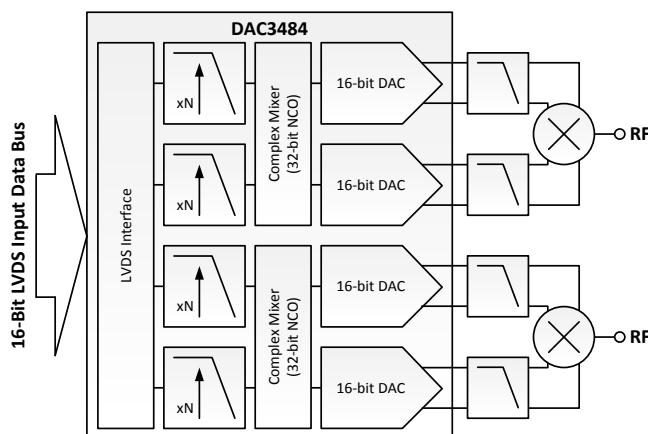 DAC3484
xN
16-bit DAC
xN
16-bit DAC
Complex Mixer
(32-bit NCO)
RF
16-Bit LVDS Input Data Bus
LVDS Interface
xN
16-bit DAC
xN
16-bit DAC
Complex Mixer
(32-bit NCO)
RF